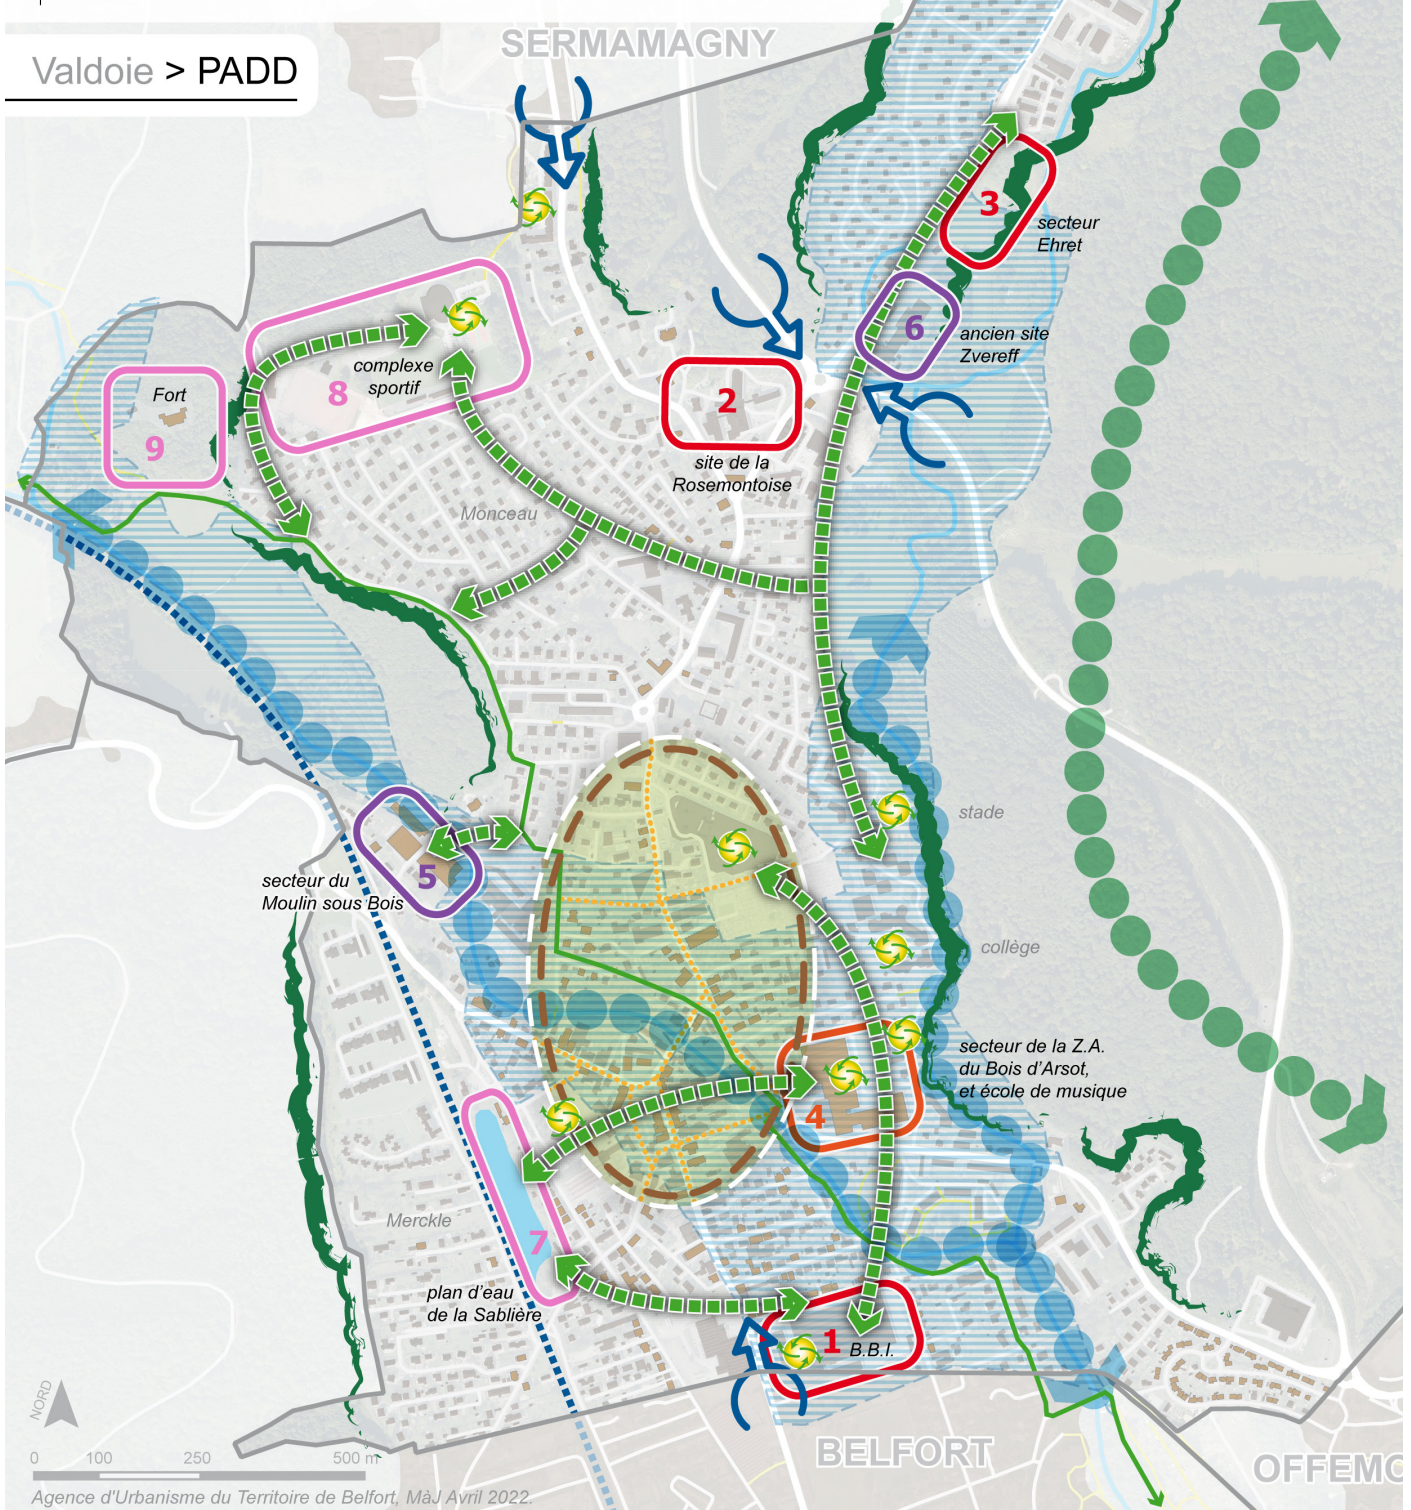 SERMAMAGNY
Valdoie > PADD
3
secteur
Ehret
6
ancien site
Zvereff
complexe
sportif
8
Fort
9
2
site de la
Rosemontoise
Monceau
stade
5
secteur du
Moulin sous Bois
collège
secteur de la Z.A.
du Bois d'Arsot,
et école de musique
4
Merckle
7
plan d'eau
de la Sablière
1 B.B.I.
NORD
BELFORT
OFFEMO
0 100 250 500 m
Agence d'Urbanisme du Territoire de Belfort, MàJ Avril 2022.